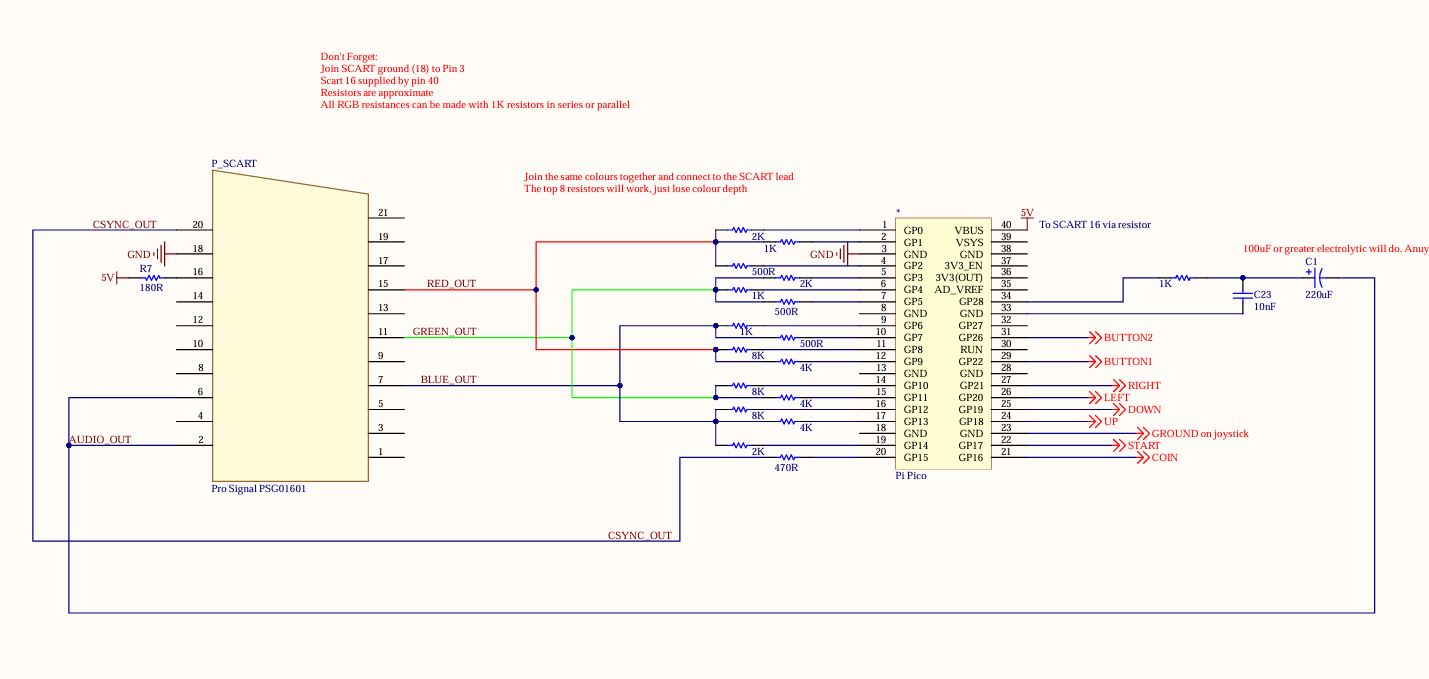 Don't Forget:
Join SCART ground (18) to Pin 3
Scart 16 supplied by pin 40
Resistors are approximate
All RGB resistances can be made with 1K resistors in series or parallel
P_SCART
Join the same colours together and connect to the SCART lead
The top 8 resistors will work, just lose colour depth
CSYNC_OUT
GND
5V
R7
180R
AUDIO_OUT
20
18
16
14
12
10
8
6
4
2
21
19
17
15
13
11
9
7
5
3
1
Pro Signal PSG01601
RED_OUT
GREEN_OUT
BLUE_OUT
CSYNC_OUT
2K
1K
500R
2K
1K
500R
1K
500R
8K
4K
8K
4K
8K
4K
2K
470R
GND
*
1 GP0 VBUS 40
2 GP1 VSYS 39
3 GND GND 38
4 GP2 3V3_EN 37
5 GP3 3V3(OUT) 36
6 GP4 AD_VREF 35
7 GP5 GP28 34
8 GND GND 33
9 GP6 GP27 32
10 GP7 GP26 31
11 GP8 RUN 30
12 GP9 GP22 29
13 GND GND 28
14 GP10 GP21 27
15 GP11 GP20 26
16 GP12 GP19 25
17 GP13 GP18 24
18 GND GND 23
19 GP14 GP17 22
20 GP15 GP16 21
Pi Pico
5V
To SCART 16 via resistor
100uF or greater electrolytic will do. Anuy
1K
C1
+
220uF
C23
10nF
BUTTON2
BUTTON1
RIGHT
LEFT
DOWN
UP
GROUND on joystick
START
COIN